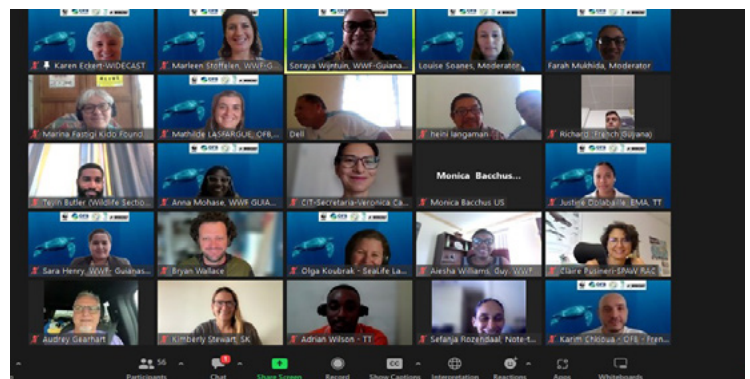 Karen Eckert-WIDECAST
Marleen Stoffelen, WWF-G...
Soraya Wijntuin, WWF-Guiana...
Louise Soanes, Moderator
Farah Mukhida, Moderator
Marina Fastigi Kido Found...
Mathilde LASFARGUE, OFB,...
Dell
heini langaman
Richard (French Guyana)
Tevin Butler (Wildlife Sectio...
Anna Mohase, WWF GUIA...
CIT-Secretaria-Veronica Ca...
Monica Bacchus...
Monica Bacchus US
Justine Dolabaille, EMA, TT
Sara Henry, WWF- Guianas...
Bryan Wallace
Olga Koubrak - SeaLife La...
Aiesha Williams, Guy. WWF
Claire Pusineri-SPAW RAC
Audrey Gearhart
Kimberly Stewart, SK
Adrian Wilson - TT
Sefanja Rozendaal; Note-t...
Karim Chkioua - OFB - Fren...
56
Participants
Chat
Share Screen
Record
Show Captions
Interpretation
Reactions
Apps
Whiteboards